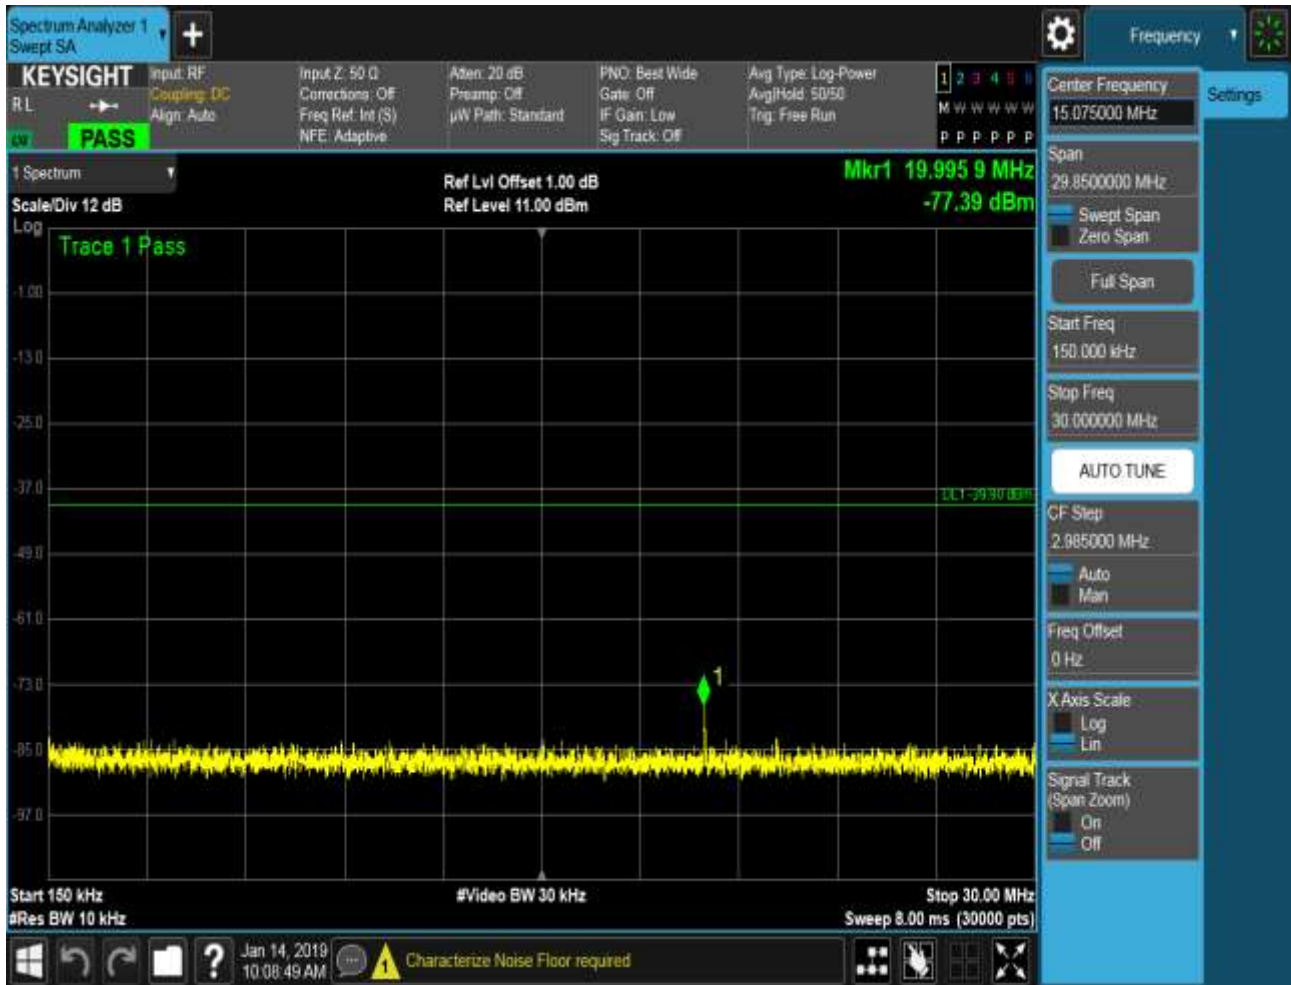 Spectrum Analyzer 1
Swept SA
+
Frequency
KEYSIGHT
R L
LXI
PASS
Input: RF
Coupling: DC
Align: Auto
Input Z: 50 Ω
Corrections: Off
Freq Ref: Int (S)
NFE: Adaptive
Atten: 20 dB
Preamp: Off
µW Path: Standard
PNO: Best Wide
Gate: Off
IF Gain: Low
Sig Track: Off
Avg Type: Log-Power
Avg|Hold: 50/50
Trig: Free Run
1 2 3 4 5 6
M W W W W W
P P P P P P
1 Spectrum
Scale/Div 12 dB
Ref Lvl Offset 1.00 dB
Ref Level 11.00 dBm
Mkr1 19.995 9 MHz
-77.39 dBm
Log
Trace 1 Pass
-1.00
-13.0
-25.0
-37.0
DL1 -39.90 dBm
-49.0
-61.0
-73.0
1
-85.0
-97.0
Start 150 kHz
#Video BW 30 kHz
Stop 30.00 MHz
#Res BW 10 kHz
Sweep 8.00 ms (30000 pts)
Center Frequency
15.075000 MHz
Settings
Span
29.8500000 MHz
Swept Span
Zero Span
Full Span
Start Freq
150.000 kHz
Stop Freq
30.000000 MHz
AUTO TUNE
CF Step
2.985000 MHz
Auto
Man
Freq Offset
0 Hz
X Axis Scale
Log
Lin
Signal Track
(Span Zoom)
On
Off
?
Jan 14, 2019
10:08:49 AM
1
Characterize Noise Floor required